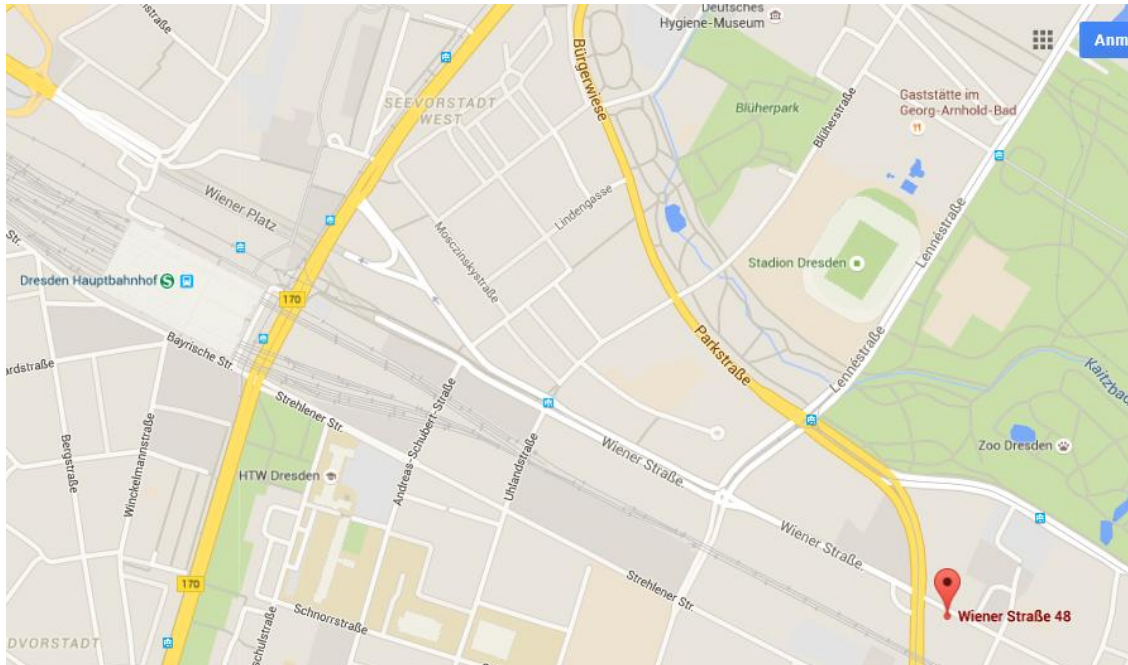 Deutsches
Hygiene-Museum
Anm
Bürgerwiese
SEEVORSTADT
WEST
Blüherpark
Blüherstraße
Gaststätte im
Georg-Arnhold-Bad
Wiener Platz
Lindengasse
Mosczinskystraße
Lennéstraße
Stadion Dresden
Str.
Dresden Hauptbahnhof
S
170
Bayrische Str.
Parkstraße
Lennéstraße
Kaitzbac
ardstraße
Strehlener Str.
Andreas-Schubert-Straße
Bergstraße
Winckelmannstraße
HTW Dresden
Uhlandstraße
Wiener Straße.
Zoo Dresden
Wiener Straße.
170
Strehlener Str.
Wiener Straße 48
Schnorrstraße
DVORSTADT
schulstraße